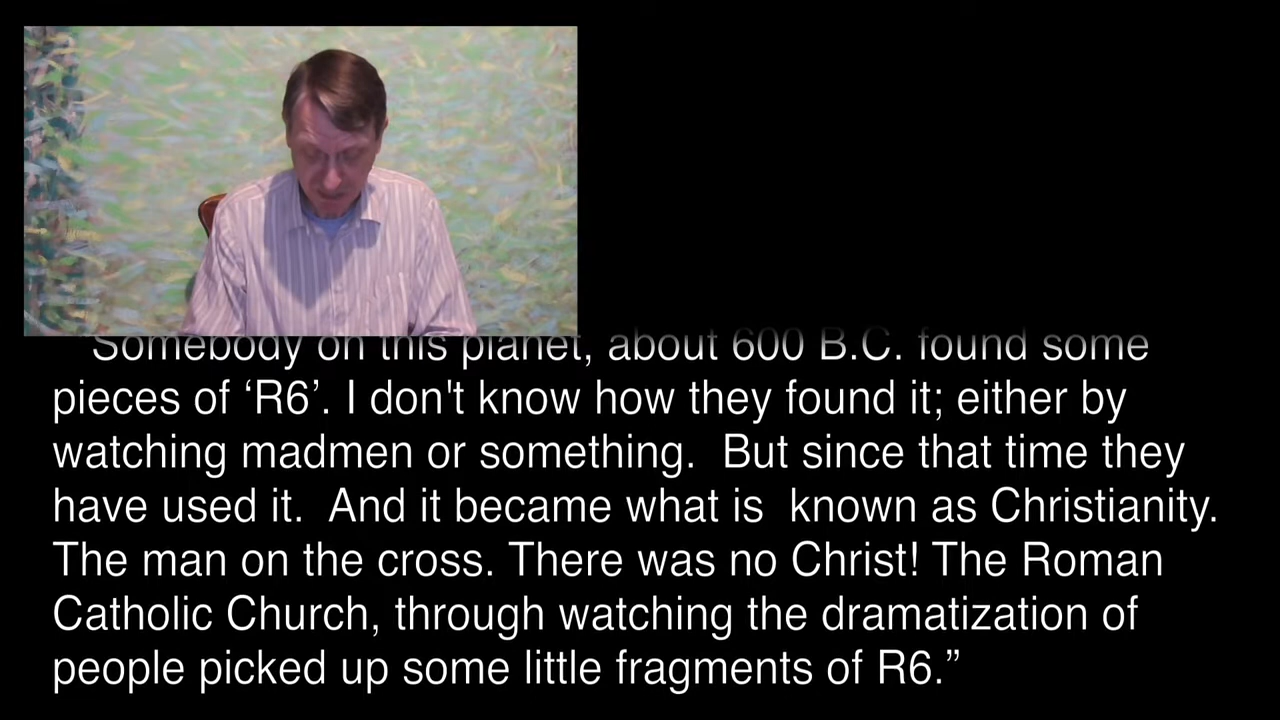 "Somebody on this planet, about 600 B.C. found some
pieces of ‘R6’. I don't know how they found it; either by
watching madmen or something.  But since that time they
have used it.  And it became what is  known as Christianity.
The man on the cross. There was no Christ! The Roman
Catholic Church, through watching the dramatization of
people picked up some little fragments of R6.”